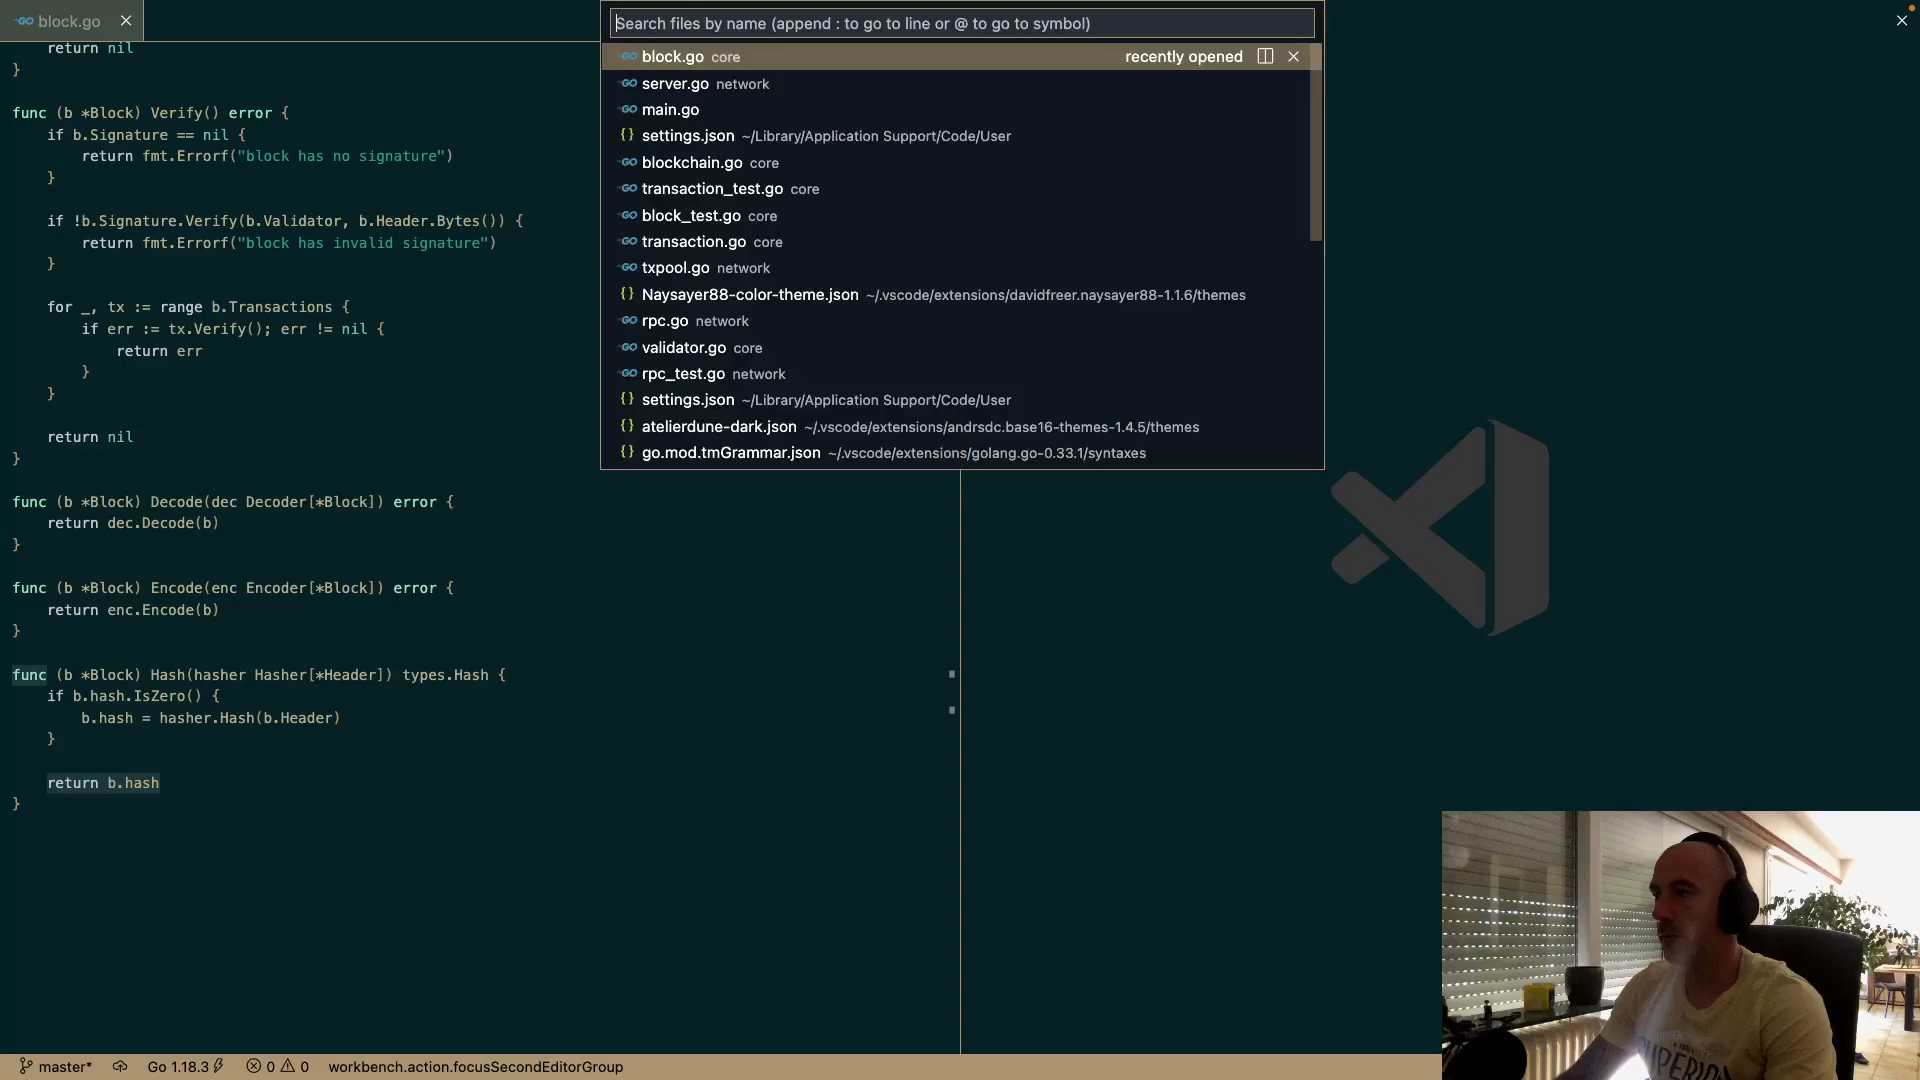 block.go
return nil
}
func (b *Block) Verify() error {
if b.Signature == nil {
return fmt.Errorf("block has no signature")
}
if !b.Signature.Verify(b.Validator, b.Header.Bytes()) {
return fmt.Errorf("block has invalid signature")
}
for _, tx := range b.Transactions {
if err := tx.Verify(); err != nil {
return err
}
}
return nil
}
func (b *Block) Decode(dec Decoder[*Block]) error {
return dec.Decode(b)
}
func (b *Block) Encode(enc Encoder[*Block]) error {
return enc.Encode(b)
}
func (b *Block) Hash(hasher Hasher[*Header]) types.Hash {
if b.hash.IsZero() {
b.hash = hasher.Hash(b.Header)
}
return b.hash
}
Search files by name (append : to go to line or @ to go to symbol)
block.go core recently opened
server.go network
main.go
settings.json ~/Library/Application Support/Code/User
blockchain.go core
transaction_test.go core
block_test.go core
transaction.go core
txpool.go network
Naysayer88-color-theme.json ~/.vscode/extensions/davidfreer.naysayer88-1.1.6/themes
rpc.go network
validator.go core
rpc_test.go network
settings.json ~/Library/Application Support/Code/User
atelierdune-dark.json ~/.vscode/extensions/andrsdc.base16-themes-1.4.5/themes
go.mod.tmGrammar.json ~/.vscode/extensions/golang.go-0.33.1/syntaxes
master* Go 1.18.3 0 0 workbench.action.focusSecondEditorGroup